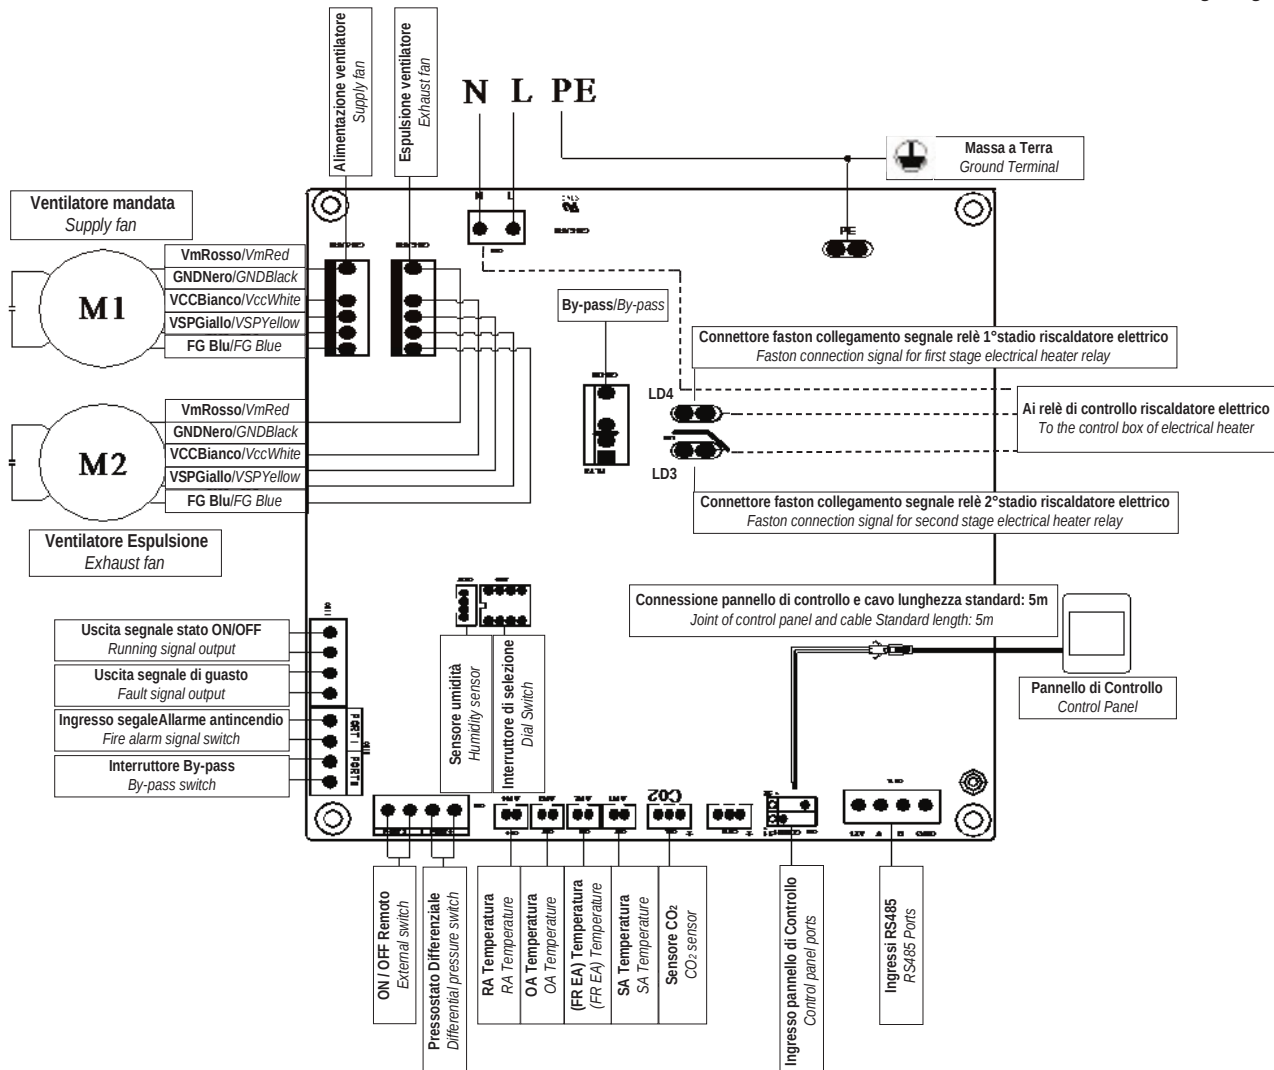 Alimentazione ventilatore
Supply fan
Espulsione ventilatore
Exhaust fan
N L PE
Massa a Terra
Ground Terminal
Ventilatore mandata
Supply fan
N L
PE
VmRosso/VmRed
GNDNero/GNDBlack
VCCBianco/VccWhite
VSPGiallo/VSPYellow
FG Blu/FG Blue
M1
By-pass/By-pass
Connettore faston collegamento segnale relè 1°stadio riscaldatore elettrico
Faston connection signal for first stage electrical heater relay
LD4
Ai relè di controllo riscaldatore elettrico
To the control box of electrical heater
LD3
VmRosso/VmRed
GNDNero/GNDBlack
VCCBianco/VccWhite
VSPGiallo/VSPYellow
FG Blu/FG Blue
M2
Connettore faston collegamento segnale relè 2°stadio riscaldatore elettrico
Faston connection signal for second stage electrical heater relay
Ventilatore Espulsione
Exhaust fan
Connessione pannello di controllo e cavo lunghezza standard: 5m
Joint of control panel and cable Standard length: 5m
Uscita segnale stato ON/OFF
Running signal output
Uscita segnale di guasto
Fault signal output
Ingresso segaleAllarme antincendio
Fire alarm signal switch
Interruttore By-pass
By-pass switch
PORT I
PORT II
Sensore umidità
Humidity sensor
Interruttore di selezione
Dial Switch
Pannello di Controllo
Control Panel
CO2
ON / OFF Remoto
External switch
Pressostato Differenziale
Differential pressure switch
RA Temperatura
RA Temperature
OA Temperatura
OA Temperature
(FR EA) Temperatura
(FR EA) Temperature
SA Temperatura
SA Temperature
Sensore CO2
CO2 sensor
Ingresso pannello di Controllo
Control panel ports
Ingressi RS485
RS485 Ports